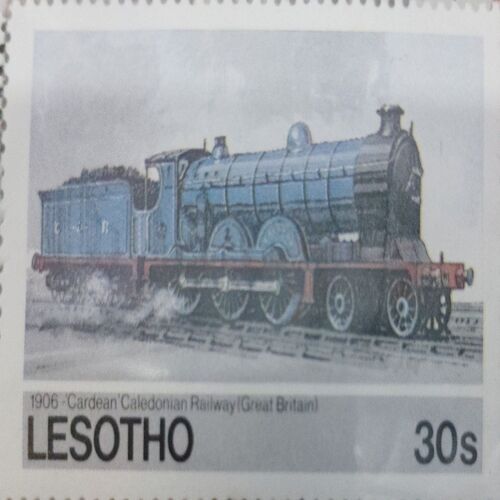 C R
1906-'Cardean' Caledonian Railway (Great Britain)
LESOTHO 30s